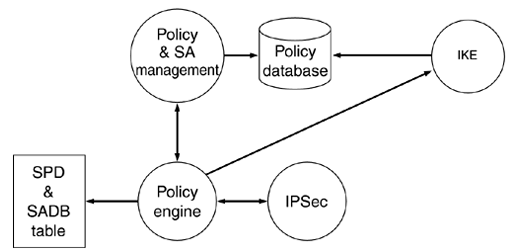 Policy
& SA
management
Policy
database
IKE
SPD
&
SADB
table
Policy
engine
IPSec